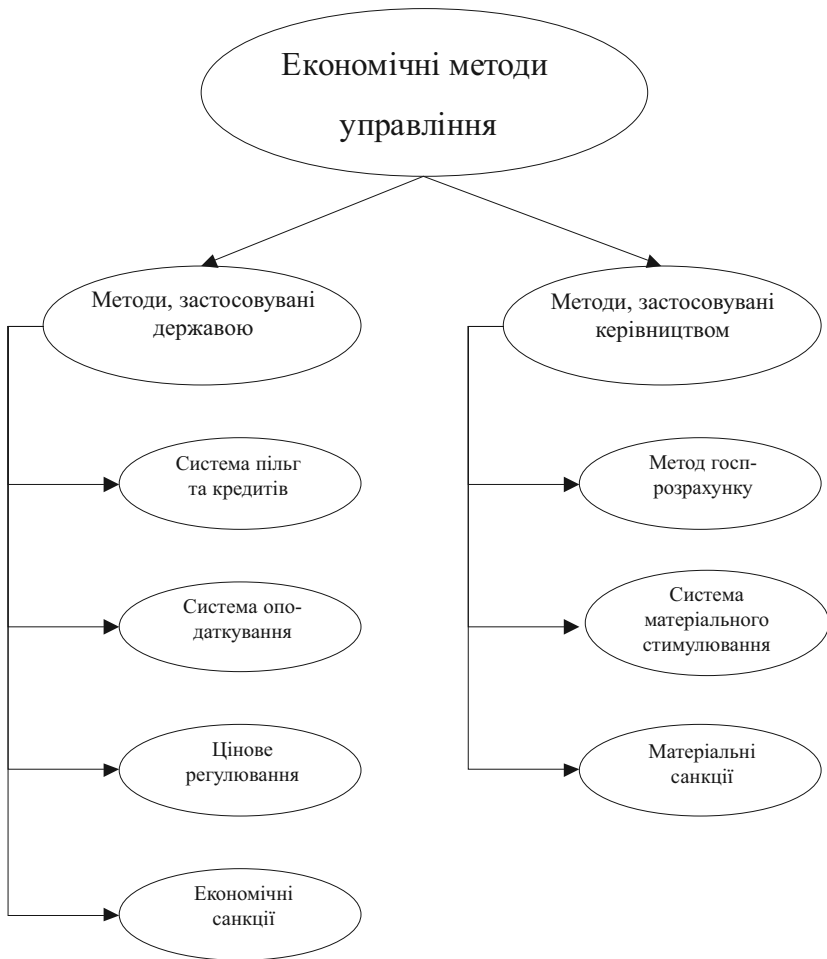 Економічні методи
управління
Методи, застосовувані
державою
Методи, застосовувані
керівництвом
Система пільг
та кредитів
Метод госп-
розрахунку
Система опо-
даткування
Система
матеріального
стимулювання
Цінове
регулювання
Матеріальні
санкції
Економічні
санкції